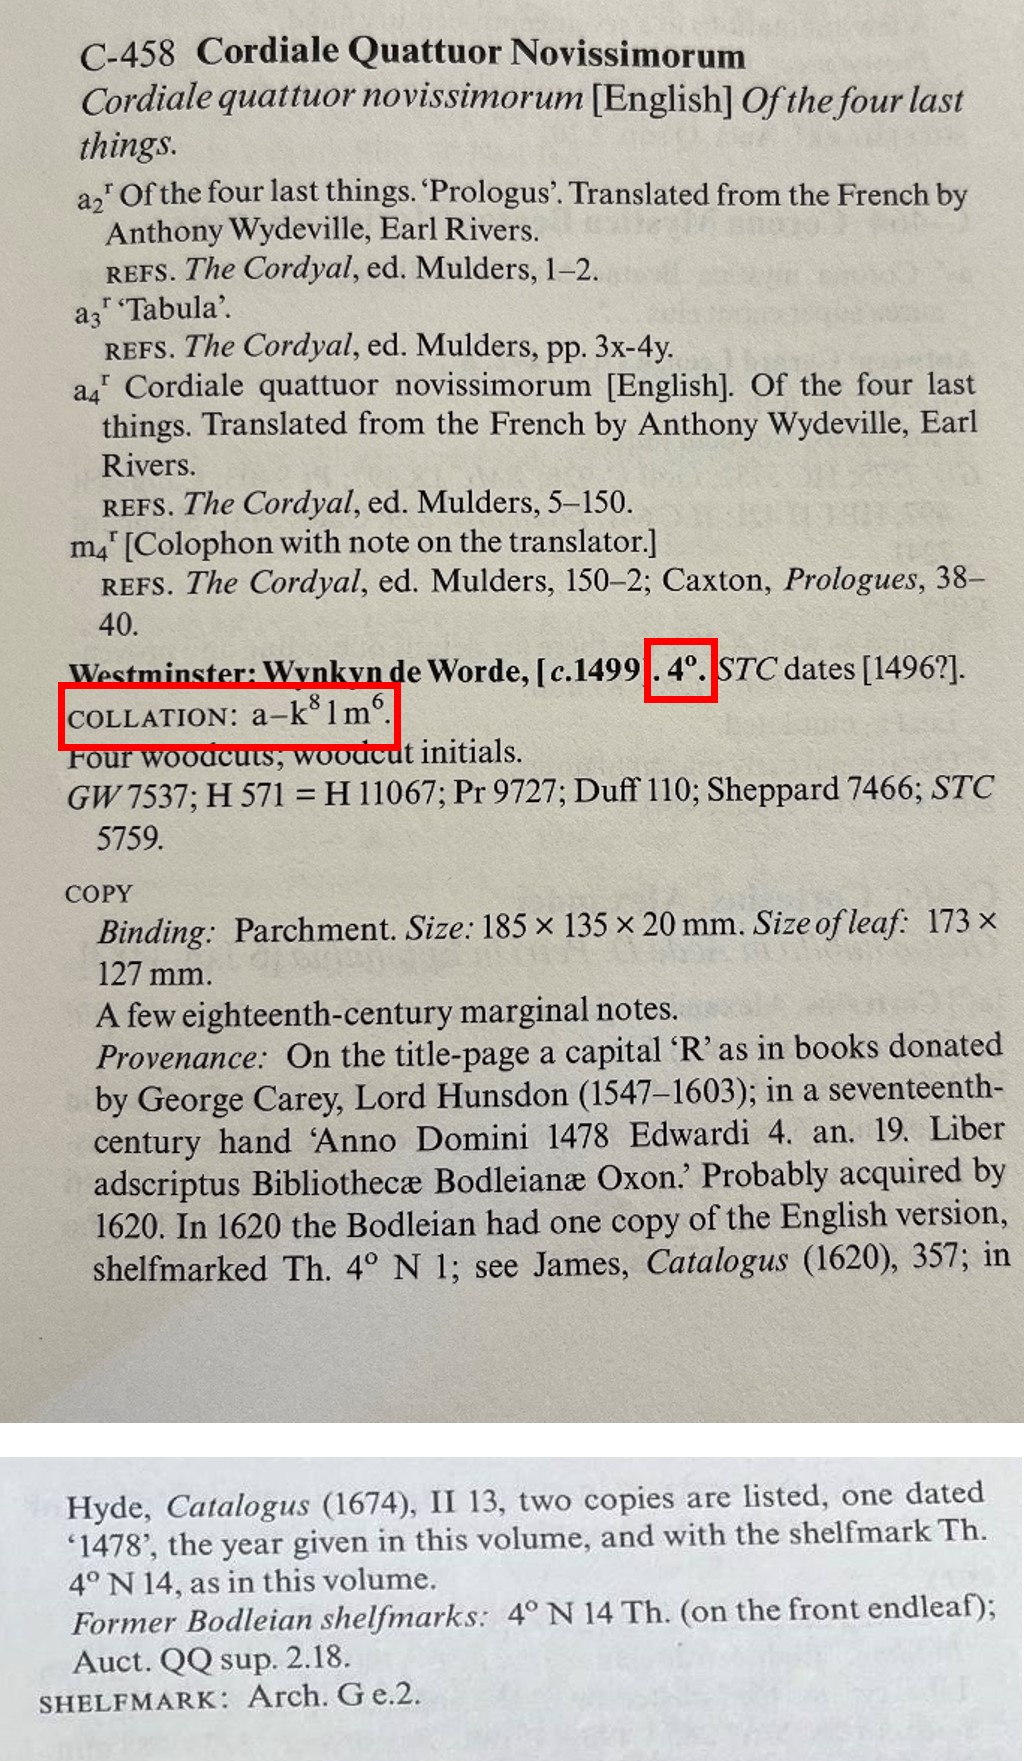 C-458 Cordiale Quattuor Novissimorum
Cordiale quattuor novissimorum [English] Of the four last
things.
a₂ʳ Of the four last things. ‘Prologus’. Translated from the French by
Anthony Wydeville, Earl Rivers.
REFS. The Cordyal, ed. Mulders, 1–2.
a₃ʳ ‘Tabula’.
REFS. The Cordyal, ed. Mulders, pp. 3x-4y.
a₄ʳ Cordiale quattuor novissimorum [English]. Of the four last
things. Translated from the French by Anthony Wydeville, Earl
Rivers.
REFS. The Cordyal, ed. Mulders, 5–150.
m₄ʳ [Colophon with note on the translator.]
REFS. The Cordyal, ed. Mulders, 150–2; Caxton, Prologues, 38–
40.
Westminster: Wynkyn de Worde, [c.1499]. 4º. STC dates [1496?].
COLLATION: a–k⁸ l m⁶.
Four woodcuts; woodcut initials.
GW 7537; H 571 = H 11067; Pr 9727; Duff 110; Sheppard 7466; STC
5759.
COPY
Binding: Parchment. Size: 185 × 135 × 20 mm. Size of leaf: 173 ×
127 mm.
A few eighteenth-century marginal notes.
Provenance: On the title-page a capital ‘R’ as in books donated
by George Carey, Lord Hunsdon (1547–1603); in a seventeenth-
century hand ‘Anno Domini 1478 Edwardi 4. an. 19. Liber
adscriptus Bibliothecæ Bodleianæ Oxon.’ Probably acquired by
1620. In 1620 the Bodleian had one copy of the English version,
shelfmarked Th. 4º N 1; see James, Catalogus (1620), 357; in
Hyde, Catalogus (1674), II 13, two copies are listed, one dated
‘1478’, the year given in this volume, and with the shelfmark Th.
4º N 14, as in this volume.
Former Bodleian shelfmarks: 4º N 14 Th. (on the front endleaf);
Auct. QQ sup. 2.18.
SHELFMARK: Arch. G e.2.